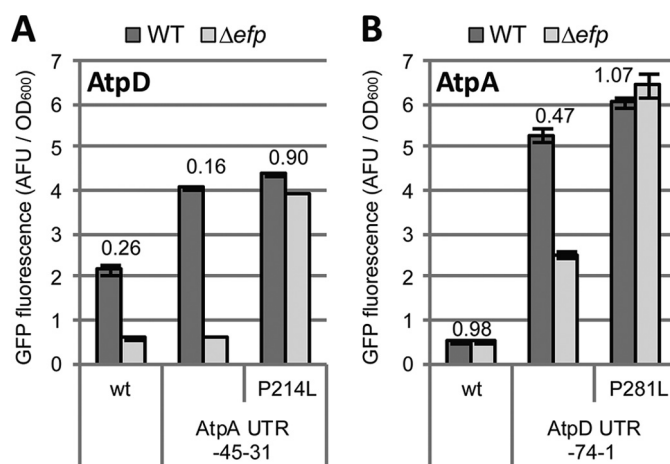 A
WT Δefp
AtpD
GFP fluorescence (AFU / OD600)
7
6
5
4
3
2
1
0
0.26
0.16
0.90
wt
P214L
AtpA UTR
-45-31
B
WT Δefp
AtpA
GFP fluorescence (AFU / OD600)
7
6
5
4
3
2
1
0
0.98
0.47
1.07
wt
P281L
AtpD UTR
-74-1